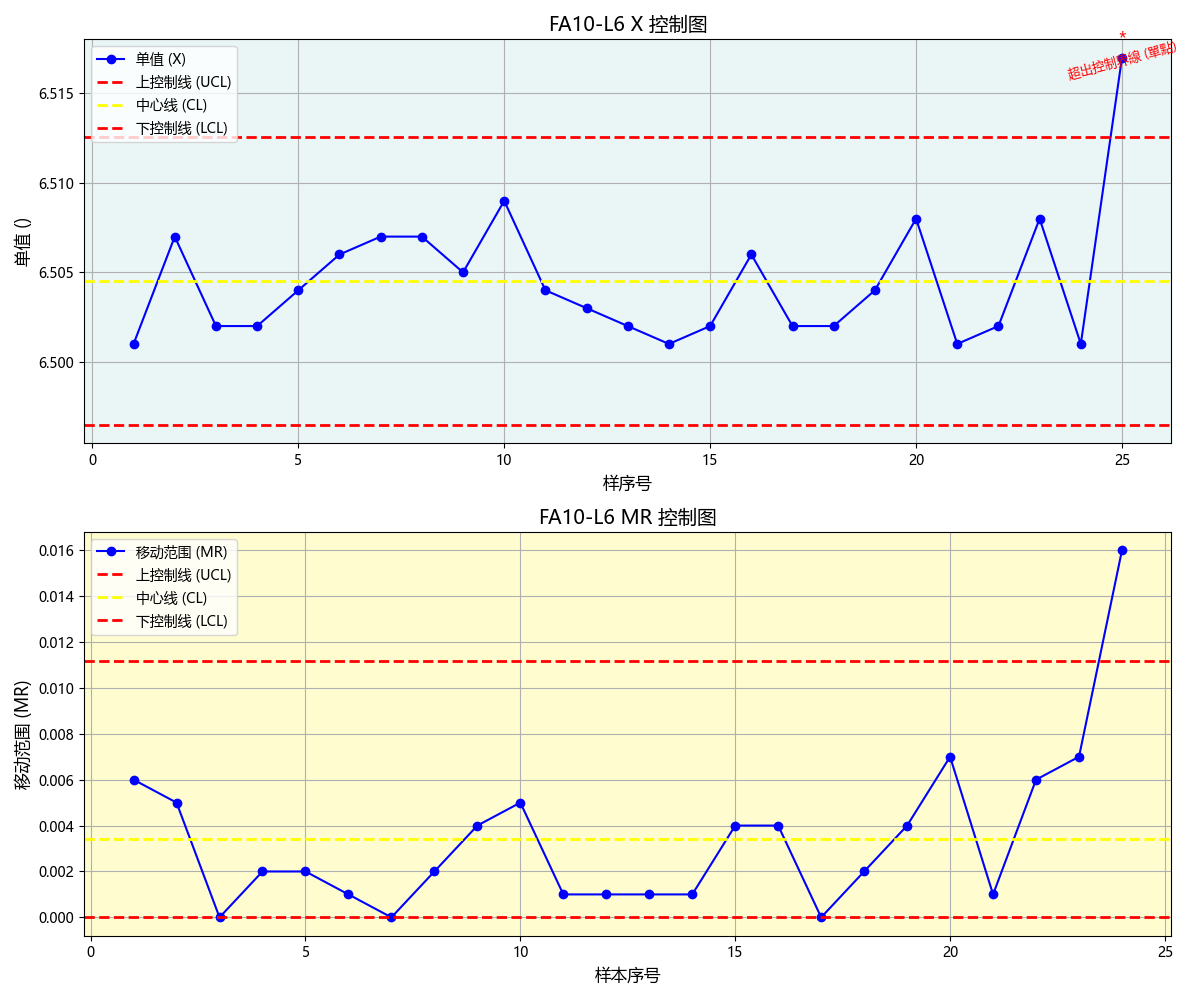 FA10-L6 X 控制图
*
超出控制界線 (單點)
单值 (X)
上控制线 (UCL)
中心线 (CL)
下控制线 (LCL)
单值 ()
6.515
6.510
6.505
6.500
0 5 10 15 20 25
样序号
FA10-L6 MR 控制图
移动范围 (MR)
上控制线 (UCL)
中心线 (CL)
下控制线 (LCL)
移动范围 (MR)
0.016
0.014
0.012
0.010
0.008
0.006
0.004
0.002
0.000
0 5 10 15 20 25
样本序号